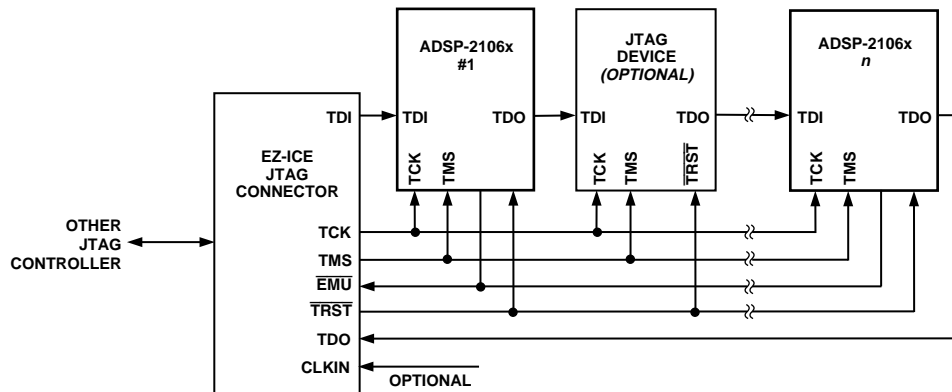 ADSP-2106x
#1
TDI
TDO
TCK
TMS
JTAG
DEVICE
(OPTIONAL)
TDI
TDO
TCK
TMS
TRST
ADSP-2106x
n
TDI
TDO
TCK
TMS
EZ-ICE
JTAG
CONNECTOR
TDI
TCK
TMS
EMU
TRST
TDO
CLKIN
OPTIONAL
OTHER
JTAG
CONTROLLER